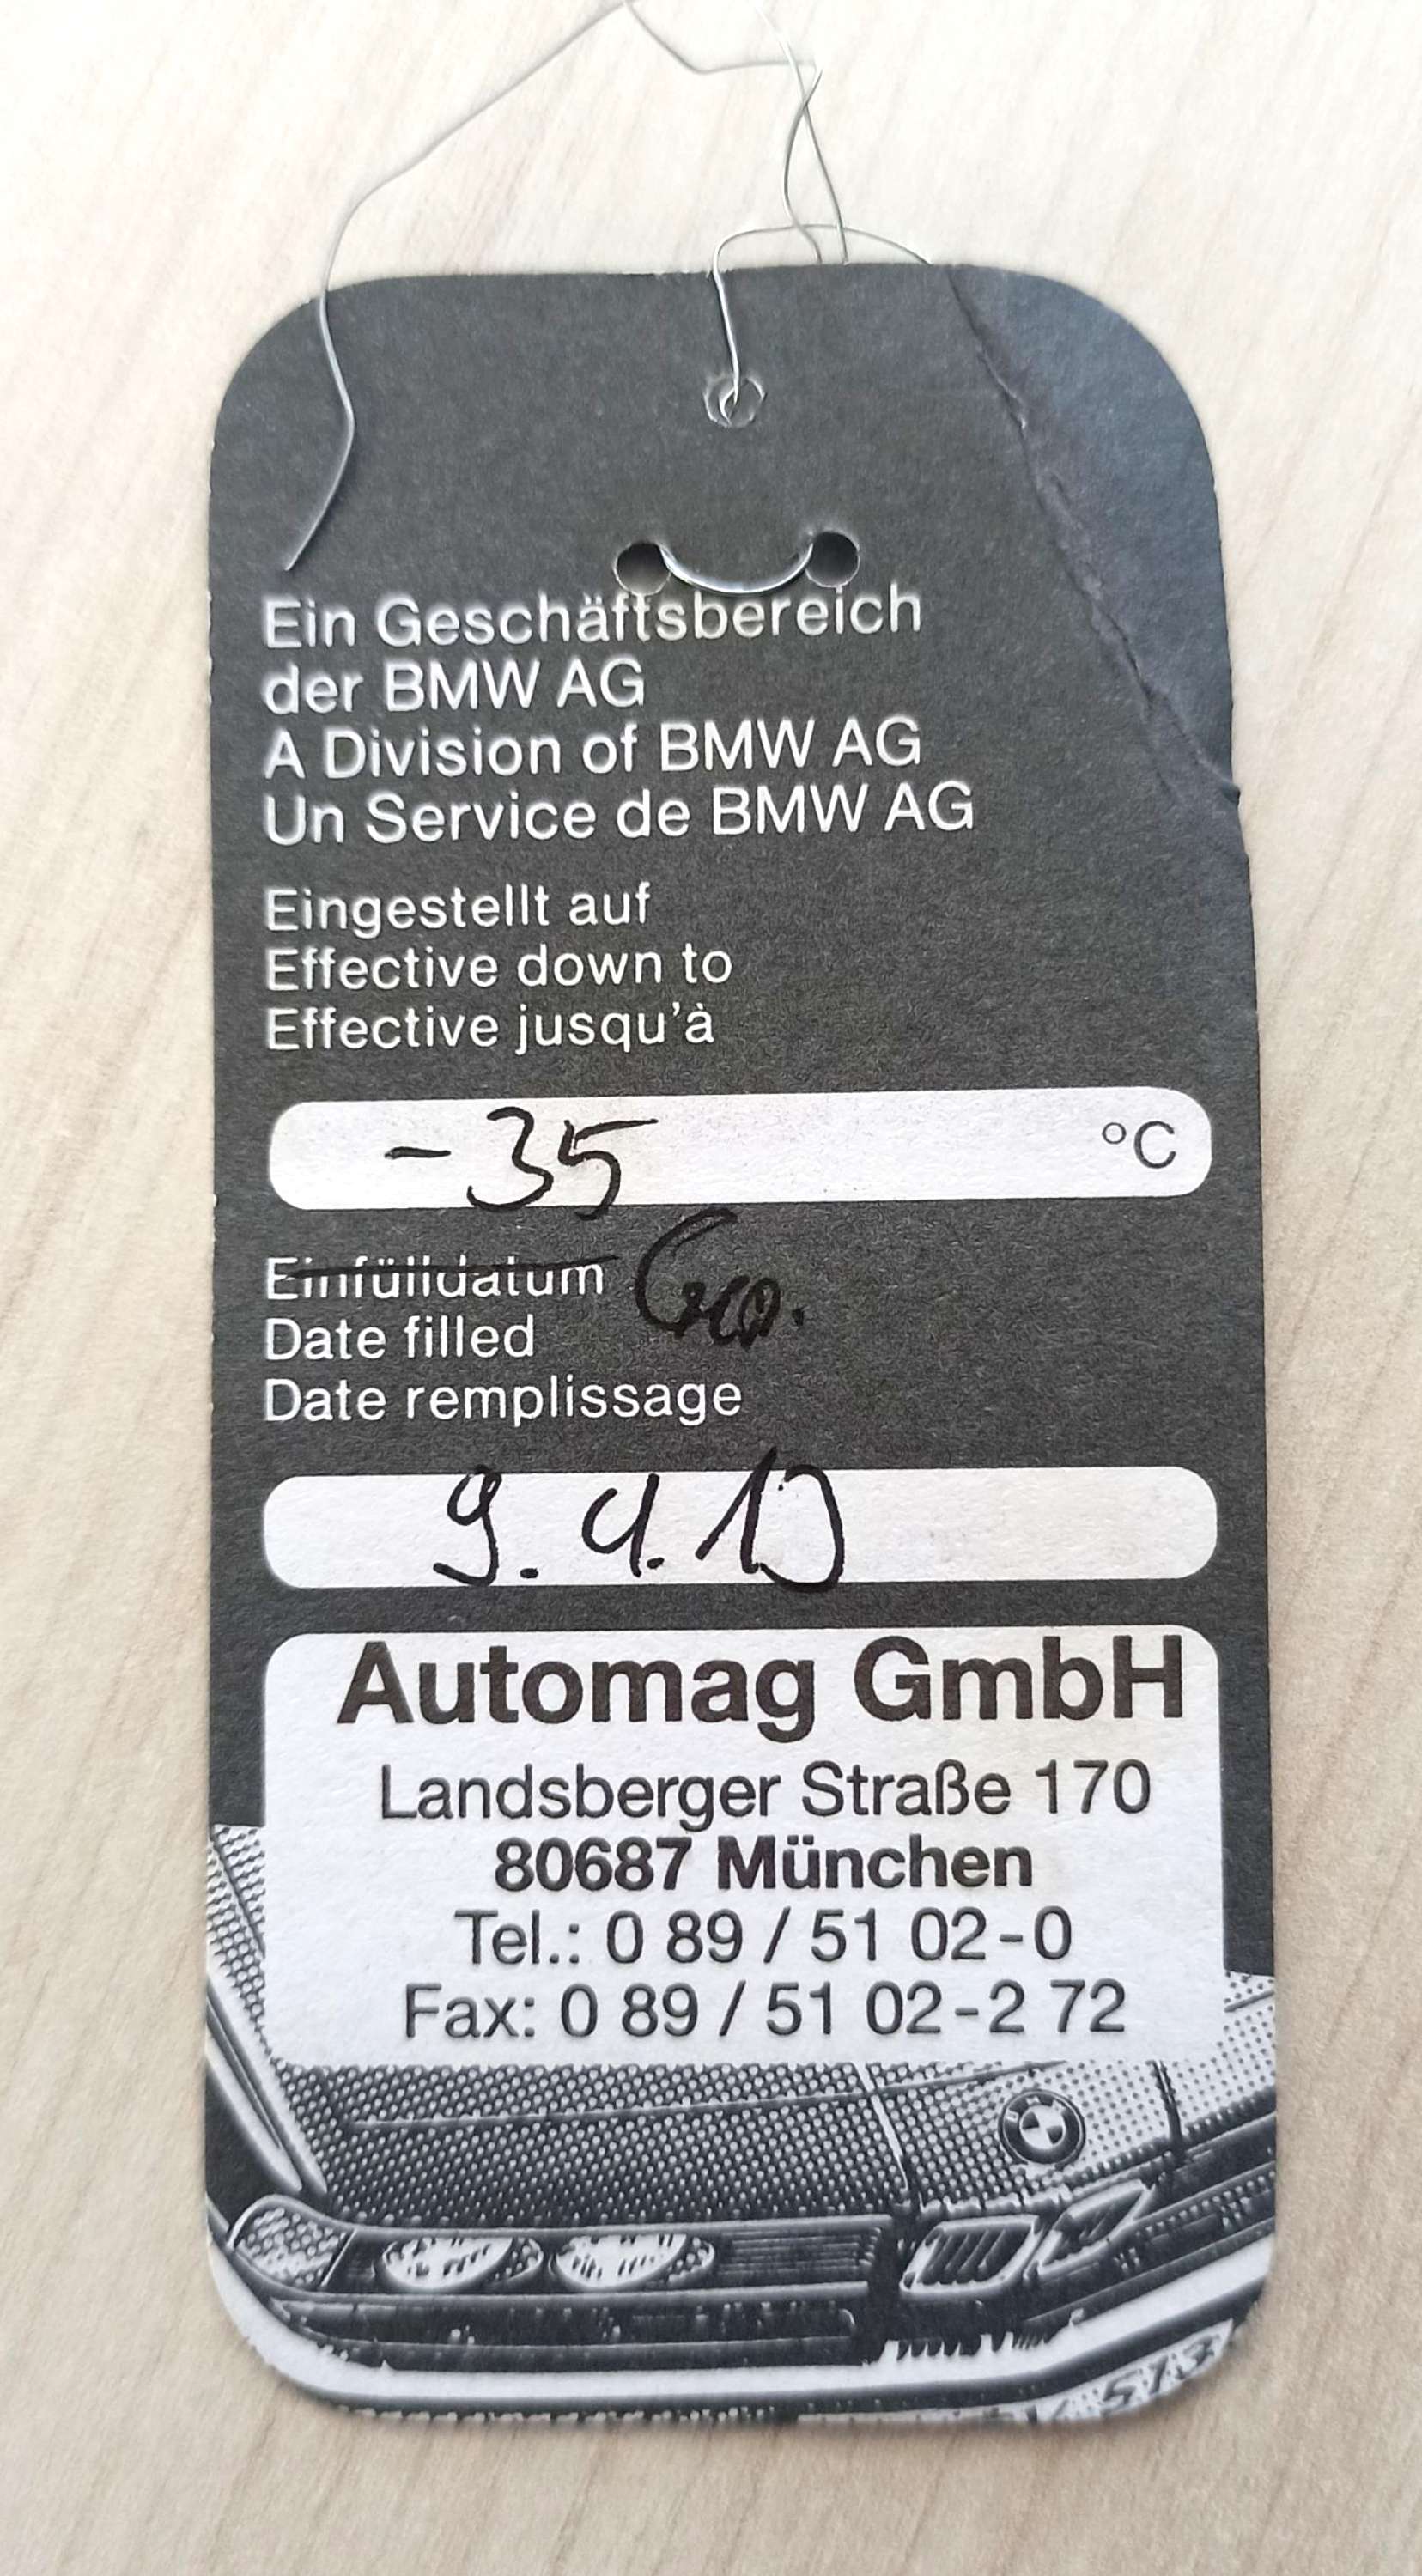 Ein Geschäftsbereich
der BMW AG
A Division of BMW AG
Un Service de BMW AG
Eingestellt auf
Effective down to
Effective jusqu'à
-35 °C
Einfülldatum
Date filled
Date remplissage
9.4.19
Automag GmbH
Landsberger Straße 170
80687 München
Tel.: 0 89 / 51 02-0
Fax: 0 89 / 51 02-2 72